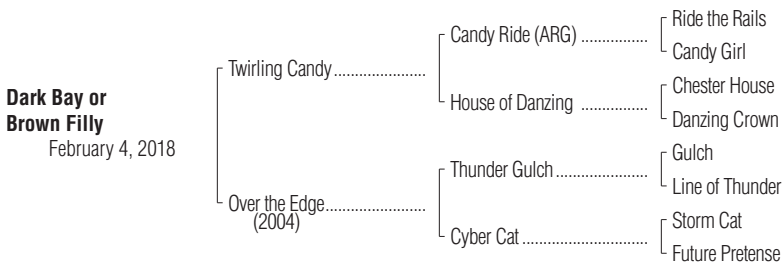 Ride the Rails
Candy Ride (ARG) ................
Candy Girl
Twirling Candy......................
Chester House
House of Danzing ................
Danzing Crown
Dark Bay or
Brown Filly
February 4, 2018
Gulch
Thunder Gulch......................
Line of Thunder
Over the Edge........................
(2004)
Storm Cat
Cyber Cat ..............................
Future Pretense